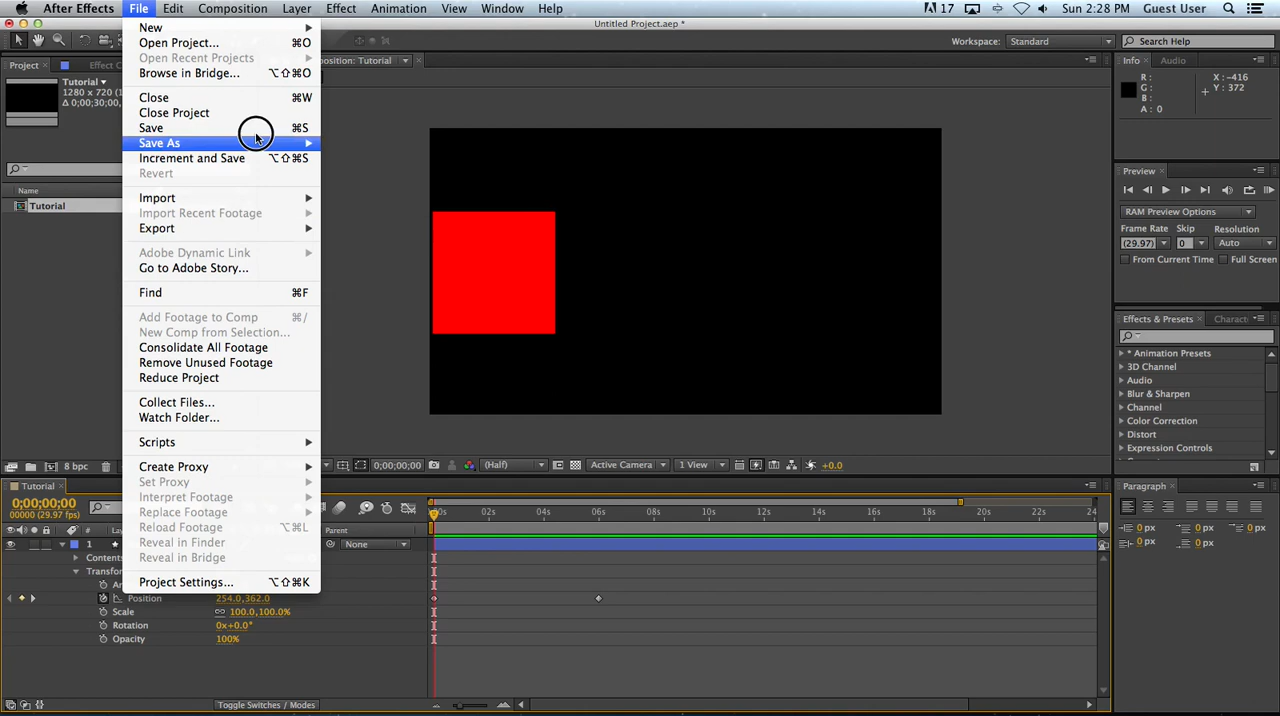 After Effects File Edit Composition Layer Effect Animation View Window Help 17 Sun 2:28 PM Guest User
Untitled Project.aep *
Workspace: Standard Search Help
Project Effect C
position: Tutorial
Info Audio
Tutorial
1280 x 720
Δ 0;00;30;00,
R :
G :
B :
A : 0
X : -416
Y : 372
Name
Tutorial
New
Open Project... ⌘O
Open Recent Projects
Browse in Bridge... ⌥⇧⌘O
Close ⌘W
Close Project
Save ⌘S
Save As
Increment and Save ⌥⇧⌘S
Revert
Import
Import Recent Footage
Export
Adobe Dynamic Link
Go to Adobe Story...
Find ⌘F
Add Footage to Comp ⌘/
New Comp from Selection...
Consolidate All Footage
Remove Unused Footage
Reduce Project
Collect Files...
Watch Folder...
Scripts
Create Proxy
Set Proxy
Interpret Footage
Replace Footage
Reload Footage ⌥⌘L
Reveal in Finder
Reveal in Bridge
Project Settings... ⌥⇧⌘K
Preview
RAM Preview Options
Frame Rate Skip Resolution
(29.97) 0 Auto
From Current Time Full Screen
Effects & Presets Charact
* Animation Presets
3D Channel
Audio
Blur & Sharpen
Channel
Color Correction
Distort
Expression Controls
8 bpc
0;00;00;00 (Half) Active Camera 1 View +0.0
Tutorial
0;00;00;00
00000 (29.97 fps)
00s 02s 04s 06s 08s 10s 12s 14s 16s 18s 20s 22s 24
# Parent
1 None
Contents
Transform
Position 254.0,362.0
Scale 100.0,100.0%
Rotation 0x+0.0°
Opacity 100%
Toggle Switches / Modes
Paragraph
0 px 0 px 0 px
0 px 0 px